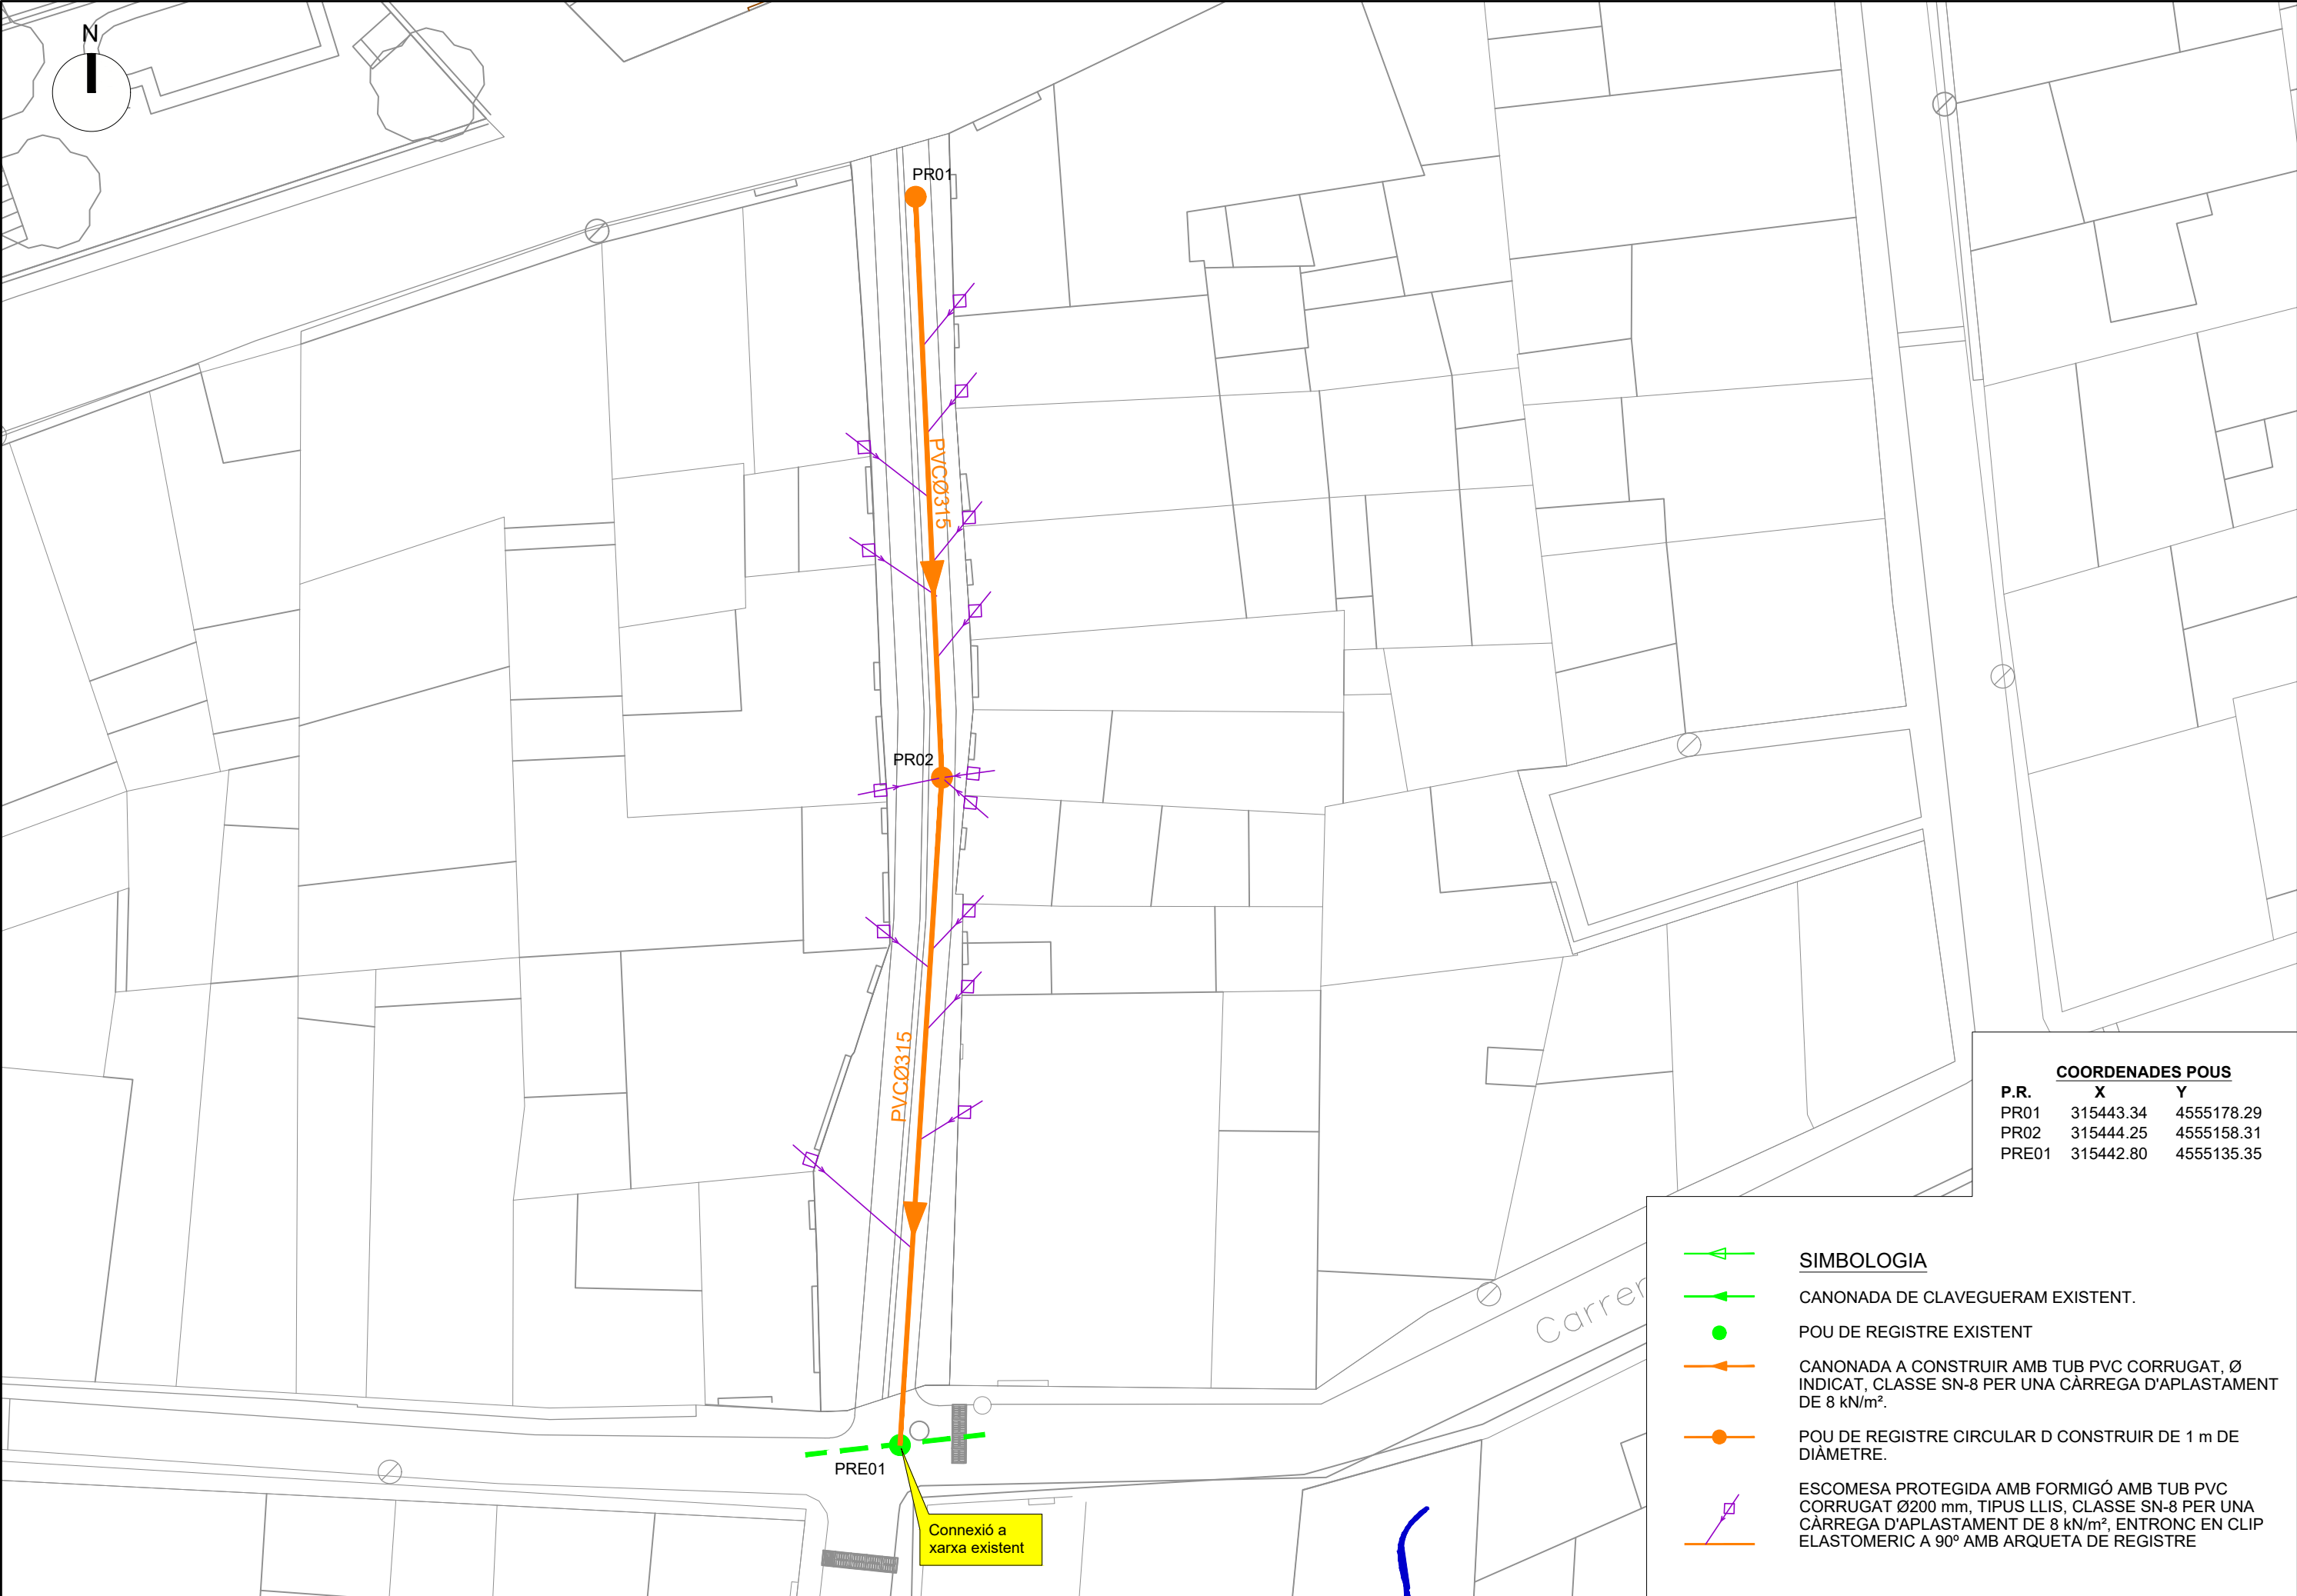 N
PR01
PVCØ315
PR02
PVCØ315
PRE01
Connexió a
xarxa existent
Carrer
COORDENADES POUS
P.R. X Y
PR01 315443.34 4555178.29
PR02 315444.25 4555158.31
PRE01 315442.80 4555135.35
SIMBOLOGIA
CANONADA DE CLAVEGUERAM EXISTENT.
POU DE REGISTRE EXISTENT
CANONADA A CONSTRUIR AMB TUB PVC CORRUGAT, Ø
INDICAT, CLASSE SN-8 PER UNA CÀRREGA D'APLASTAMENT
DE 8 kN/m².
POU DE REGISTRE CIRCULAR D CONSTRUIR DE 1 m DE
DIÀMETRE.
ESCOMESA PROTEGIDA AMB FORMIGÓ AMB TUB PVC
CORRUGAT Ø200 mm, TIPUS LLIS, CLASSE SN-8 PER UNA
CÀRREGA D'APLASTAMENT DE 8 kN/m², ENTRONC EN CLIP
ELASTOMERIC A 90º AMB ARQUETA DE REGISTRE